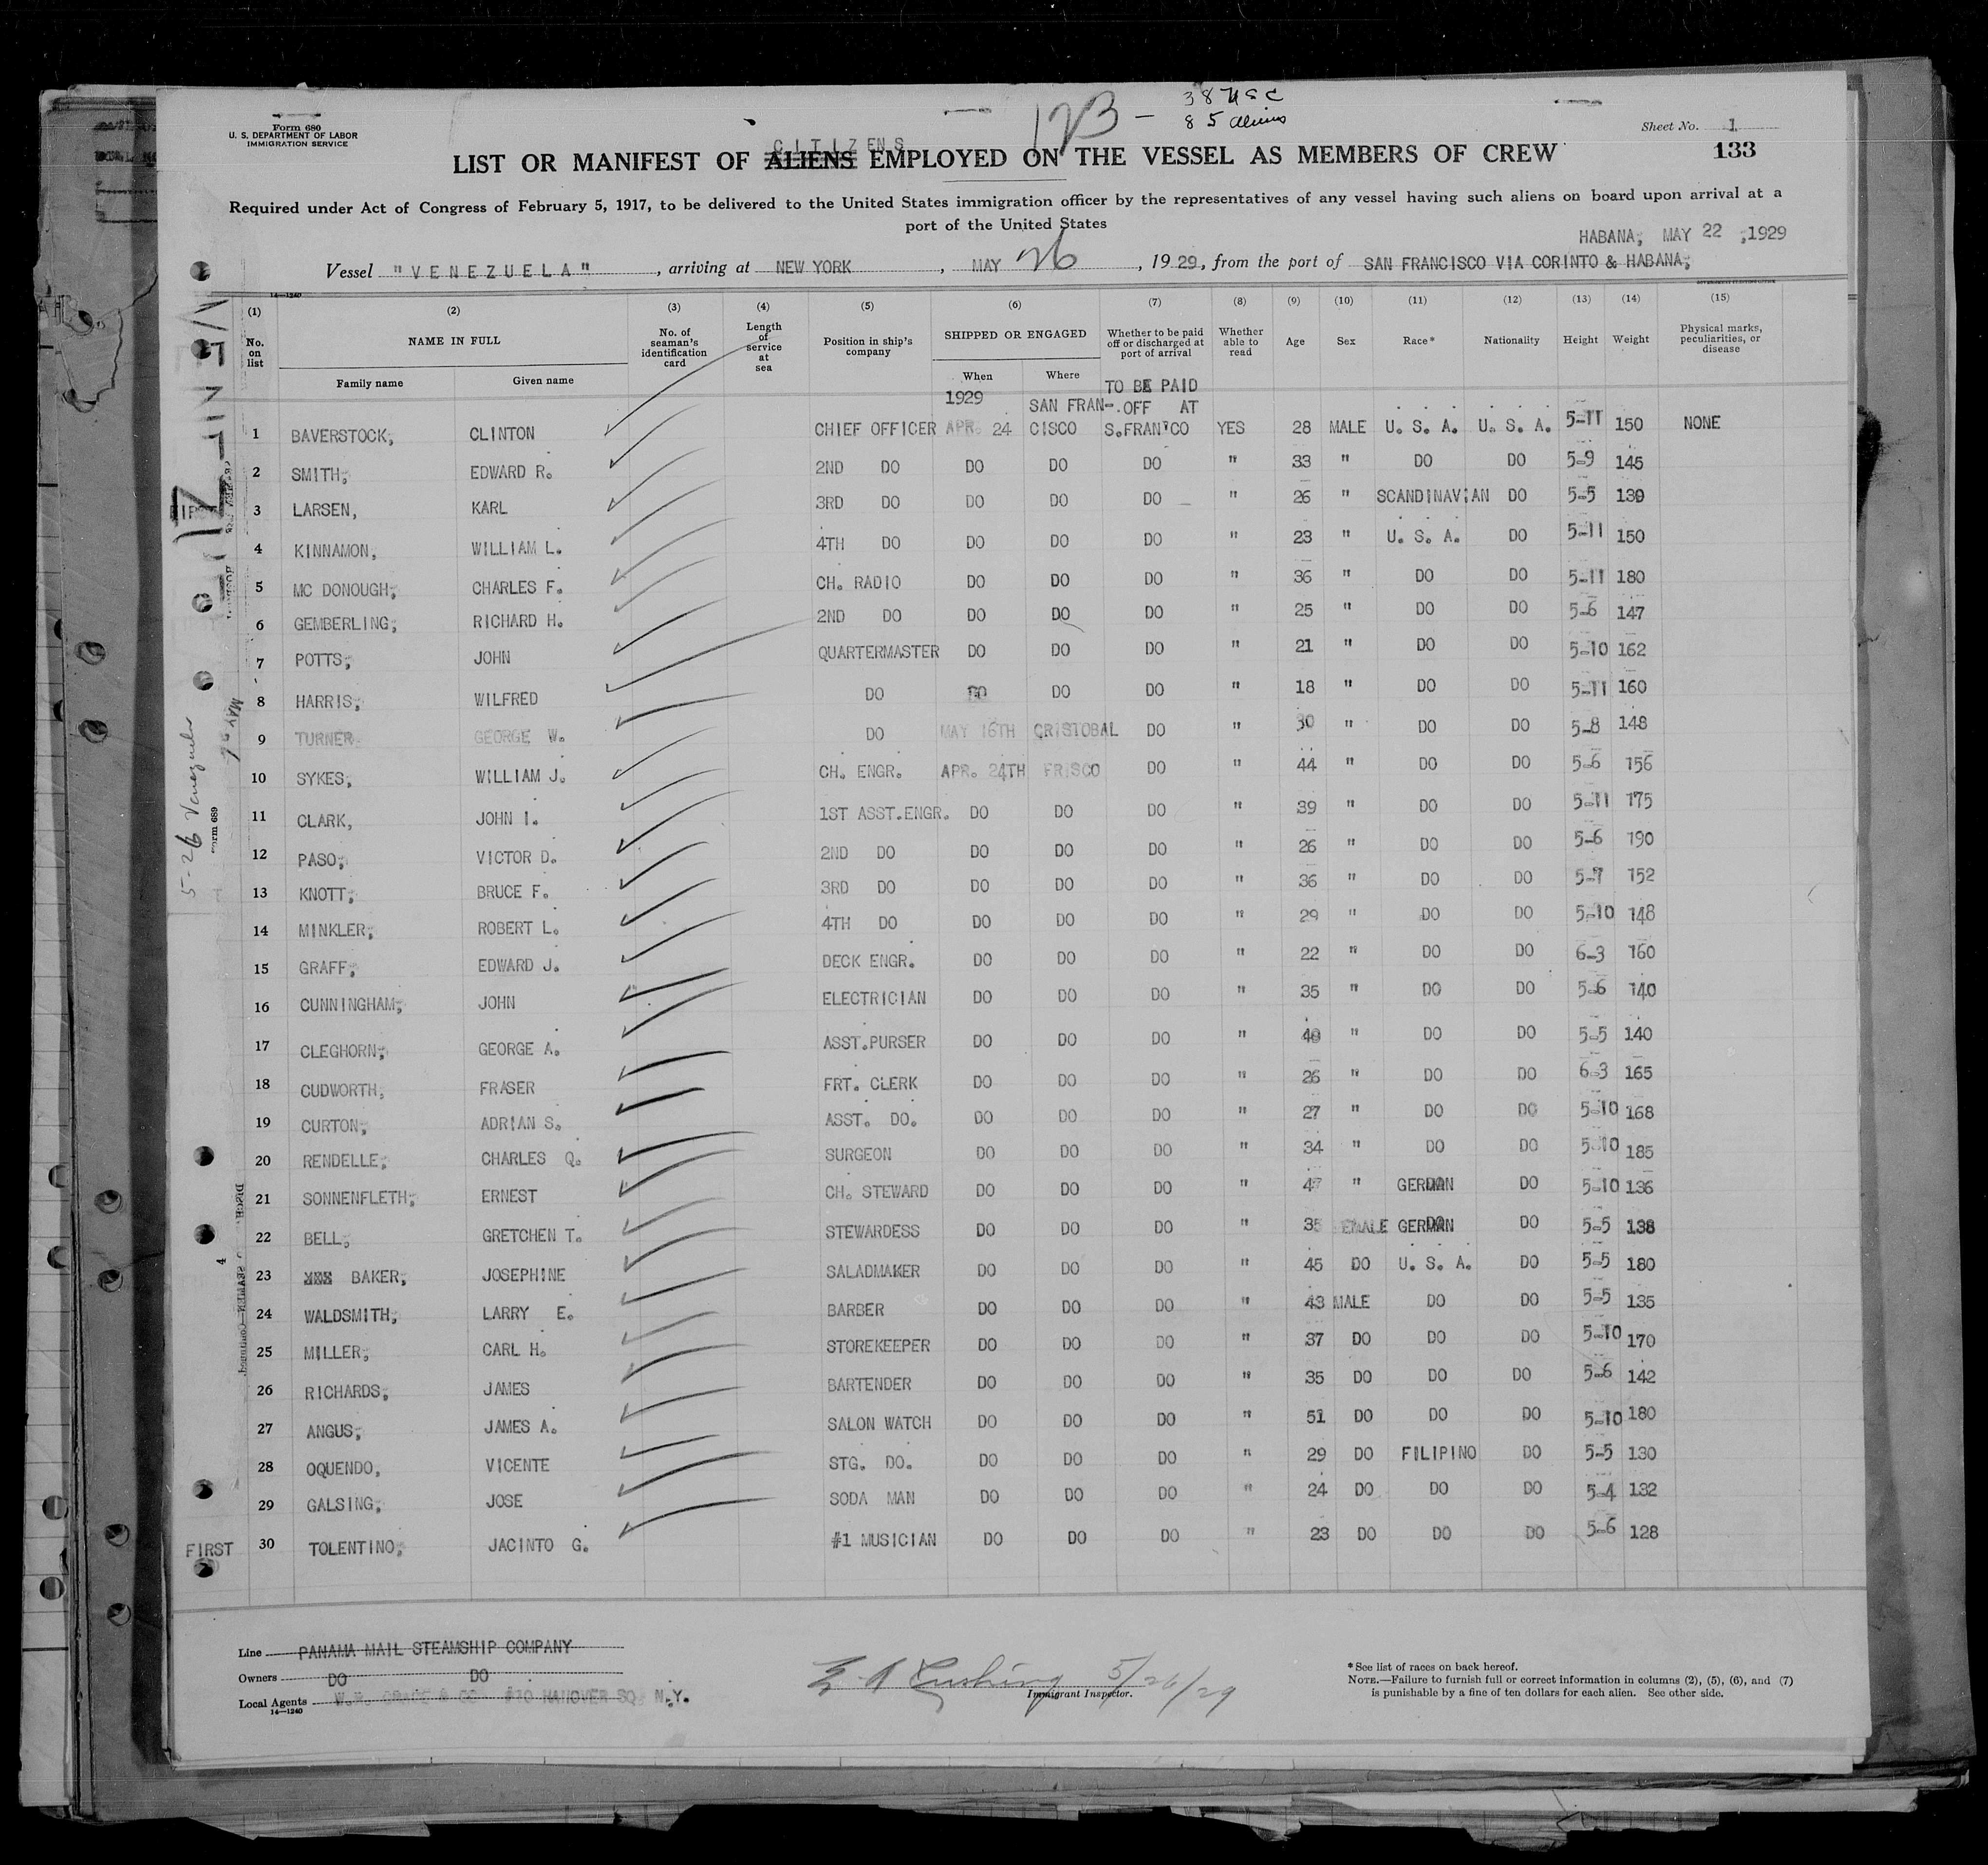 Form 680
U. S. DEPARTMENT OF LABOR
IMMIGRATION SERVICE
123 —
38 USC
85 aliens
Sheet No. 1
133
CITIZENS
LIST OR MANIFEST OF ALIENS EMPLOYED ON THE VESSEL AS MEMBERS OF CREW
Required under Act of Congress of February 5, 1917, to be delivered to the United States immigration officer by the representatives of any vessel having such aliens on board upon arrival at a
port of the United States
HABANA, MAY 22, 1929
Vessel "VENEZUELA", arriving at NEW YORK, MAY 26, 1929, from the port of SAN FRANCISCO VIA CORINTO & HABANA,
14—1240
(1) (2) (3) (4) (5) (6) (7) (8) (9) (10) (11) (12) (13) (14) (15)
No. on list | NAME IN FULL | Family name | Given name | No. of seaman's identification card | Length of service at sea | Position in ship's company | SHIPPED OR ENGAGED | When | Where | Whether to be paid off or discharged at port of arrival | Whether able to read | Age | Sex | Race* | Nationality | Height | Weight | Physical marks, peculiarities, or disease
1929 SAN FRAN- TO BE PAID OFF AT
1 BAVERSTOCK, CLINTON CHIEF OFFICER APR. 24 CISCO S.FRAN'CO YES 28 MALE U. S. A. U. S. A. 5-11 150 NONE
2 SMITH, EDWARD R. 2ND DO DO DO DO " 33 " DO DO 5-9 145
3 LARSEN, KARL 3RD DO DO DO DO " 26 " SCANDINAVIAN DO 5-5 139
4 KINNAMON, WILLIAM L. 4TH DO DO DO DO " 23 " U. S. A. DO 5-11 150
5 MC DONOUGH, CHARLES F. CH. RADIO DO DO DO " 36 " DO DO 5-11 180
6 GEMBERLING, RICHARD H. 2ND DO DO DO DO " 25 " DO DO 5-6 147
7 POTTS, JOHN QUARTERMASTER DO DO DO " 21 " DO DO 5-10 162
8 HARRIS, WILFRED DO DO DO DO " 18 " DO DO 5-11 160
9 TURNER GEORGE W. DO MAY 16TH CRISTOBAL DO " 30 " DO DO 5-8 148
10 SYKES, WILLIAM J. CH. ENGR. APR. 24TH FRISCO DO " 44 " DO DO 5-6 156
11 CLARK, JOHN I. 1ST ASST.ENGR. DO DO DO " 39 " DO DO 5-11 175
12 PASO, VICTOR D. 2ND DO DO DO DO " 26 " DO DO 5-6 190
13 KNOTT, BRUCE F. 3RD DO DO DO DO " 36 " DO DO 5-7 152
14 MINKLER, ROBERT L. 4TH DO DO DO DO " 29 " DO DO 5-10 148
15 GRAFF, EDWARD J. DECK ENGR. DO DO DO " 22 " DO DO 6-3 160
16 CUNNINGHAM, JOHN ELECTRICIAN DO DO DO " 35 " DO DO 5-6 140
17 CLEGHORN, GEORGE A. ASST.PURSER DO DO DO " 40 " DO DO 5-5 140
18 CUDWORTH, FRASER FRT. CLERK DO DO DO " 26 " DO DO 6-3 165
19 CURTON, ADRIAN S. ASST. DO. DO DO DO " 27 " DO DO 5-10 168
20 RENDELLE, CHARLES Q. SURGEON DO DO DO " 34 " DO DO 5-10 185
21 SONNENFLETH, ERNEST CH. STEWARD DO DO DO " 47 " GERMAN DO 5-10 136
22 BELL, GRETCHEN T. STEWARDESS DO DO DO " 35 EMALE GERMAN DO 5-5 138
23 BAKER, JOSEPHINE SALADMAKER DO DO DO " 45 DO U. S. A. DO 5-5 180
24 WALDSMITH, LARRY E. BARBER DO DO DO " 43 MALE DO DO 5-5 135
25 MILLER, CARL H. STOREKEEPER DO DO DO " 37 DO DO DO 5-10 170
26 RICHARDS, JAMES BARTENDER DO DO DO " 35 DO DO DO 5-6 142
27 ANGUS, JAMES A. SALON WATCH DO DO DO " 51 DO DO DO 5-10 180
28 OQUENDO, VICENTE STG. DO. DO DO DO " 29 DO FILIPINO DO 5-5 130
29 GALSING, JOSE SODA MAN DO DO DO " 24 DO DO DO 5-4 132
FIRST 30 TOLENTINO, JACINTO G. #1 MUSICIAN DO DO DO " 23 DO DO DO 5-6 128
Line PANAMA MAIL STEAMSHIP COMPANY
Owners DO DO
Local Agents W.R. GRACE & CO #10 HANOVER SQ. N.Y.
14—1240
E A Cushing 5/26/29
Immigrant Inspector.
*See list of races on back hereof.
NOTE.—Failure to furnish full or correct information in columns (2), (5), (6), and (7)
is punishable by a fine of ten dollars for each alien. See other side.
5-26 Venezuela
Form 689